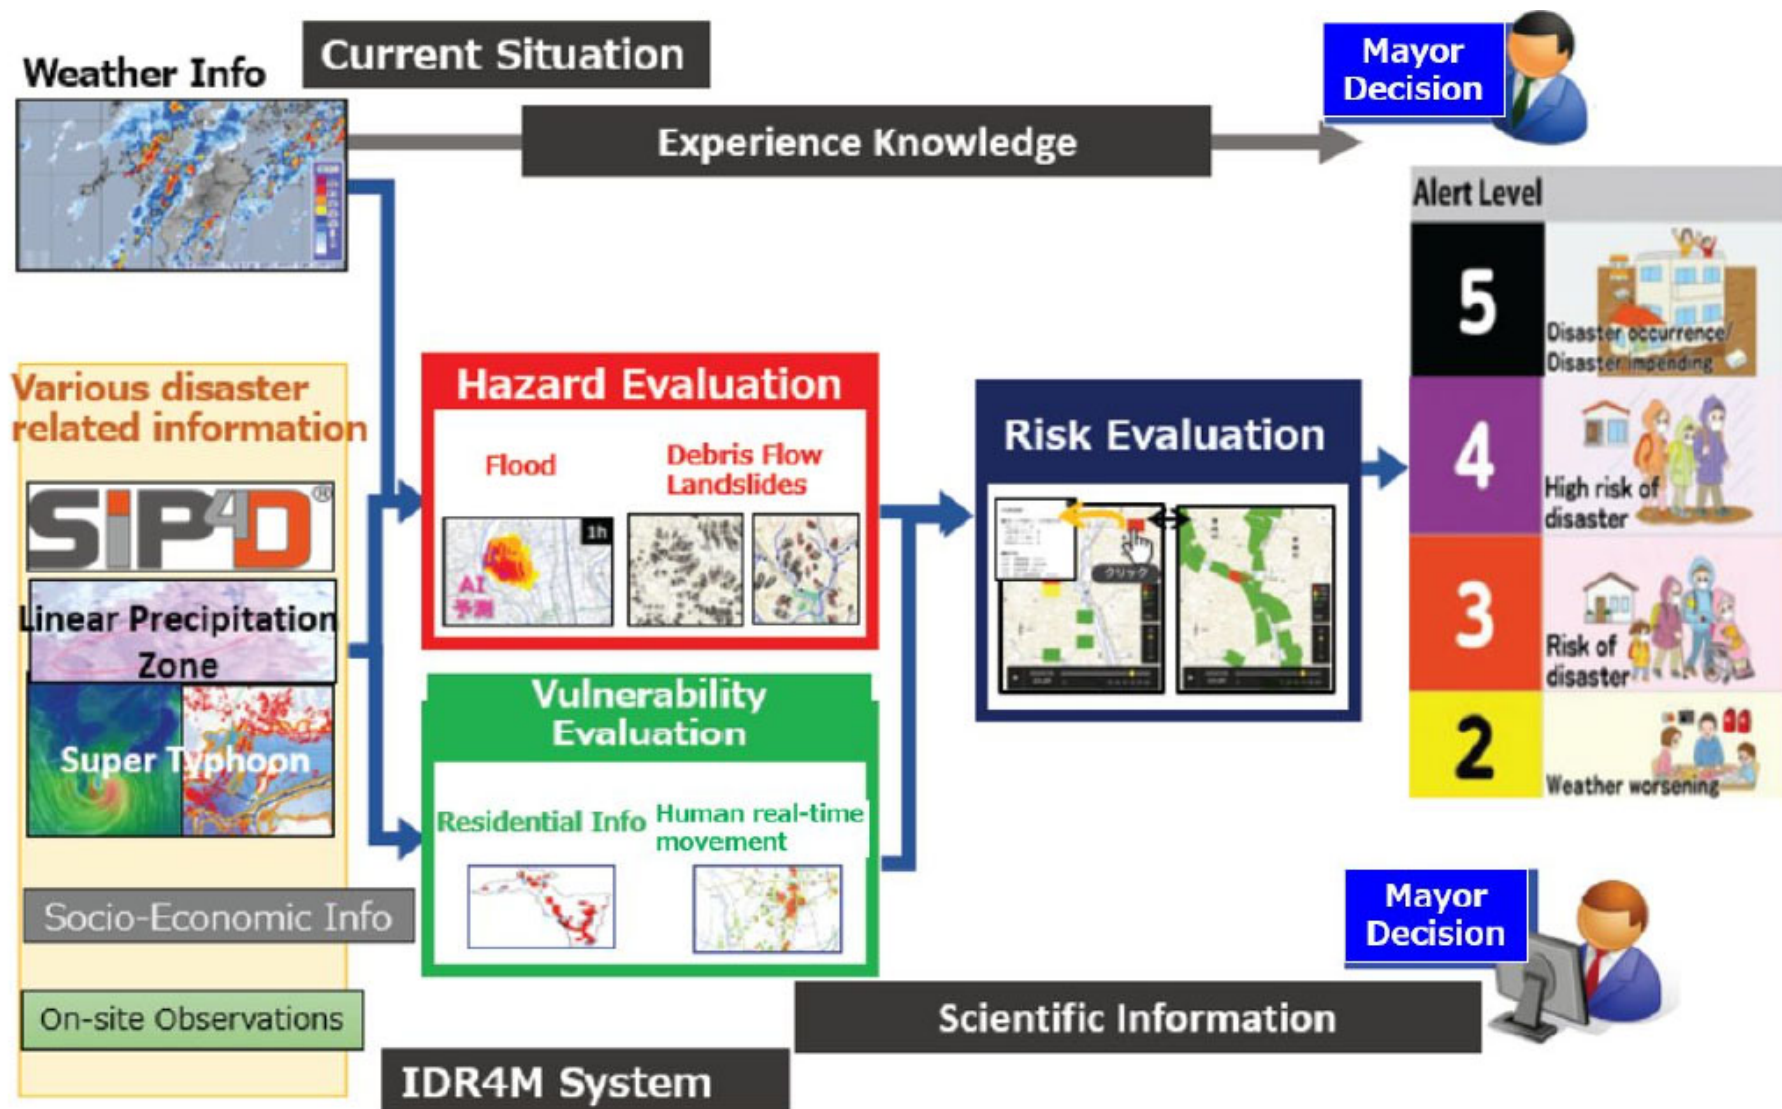 Current Situation
Weather Info
Mayor
Decision
Experience Knowledge
Alert Level
5
Disaster occurrence/
Disaster impending
4
High risk of
disaster
3
Risk of
disaster
2
Weather worsening
Various disaster
related information
SIP4D®
Linear Precipitation
Zone
Super Typhoon
Socio-Economic Info
On-site Observations
Hazard Evaluation
Flood
Debris Flow
Landslides
1h
AI
予測
Vulnerability
Evaluation
Residential Info
Human real-time
movement
Risk Evaluation
クリック
Mayor
Decision
Scientific Information
IDR4M System